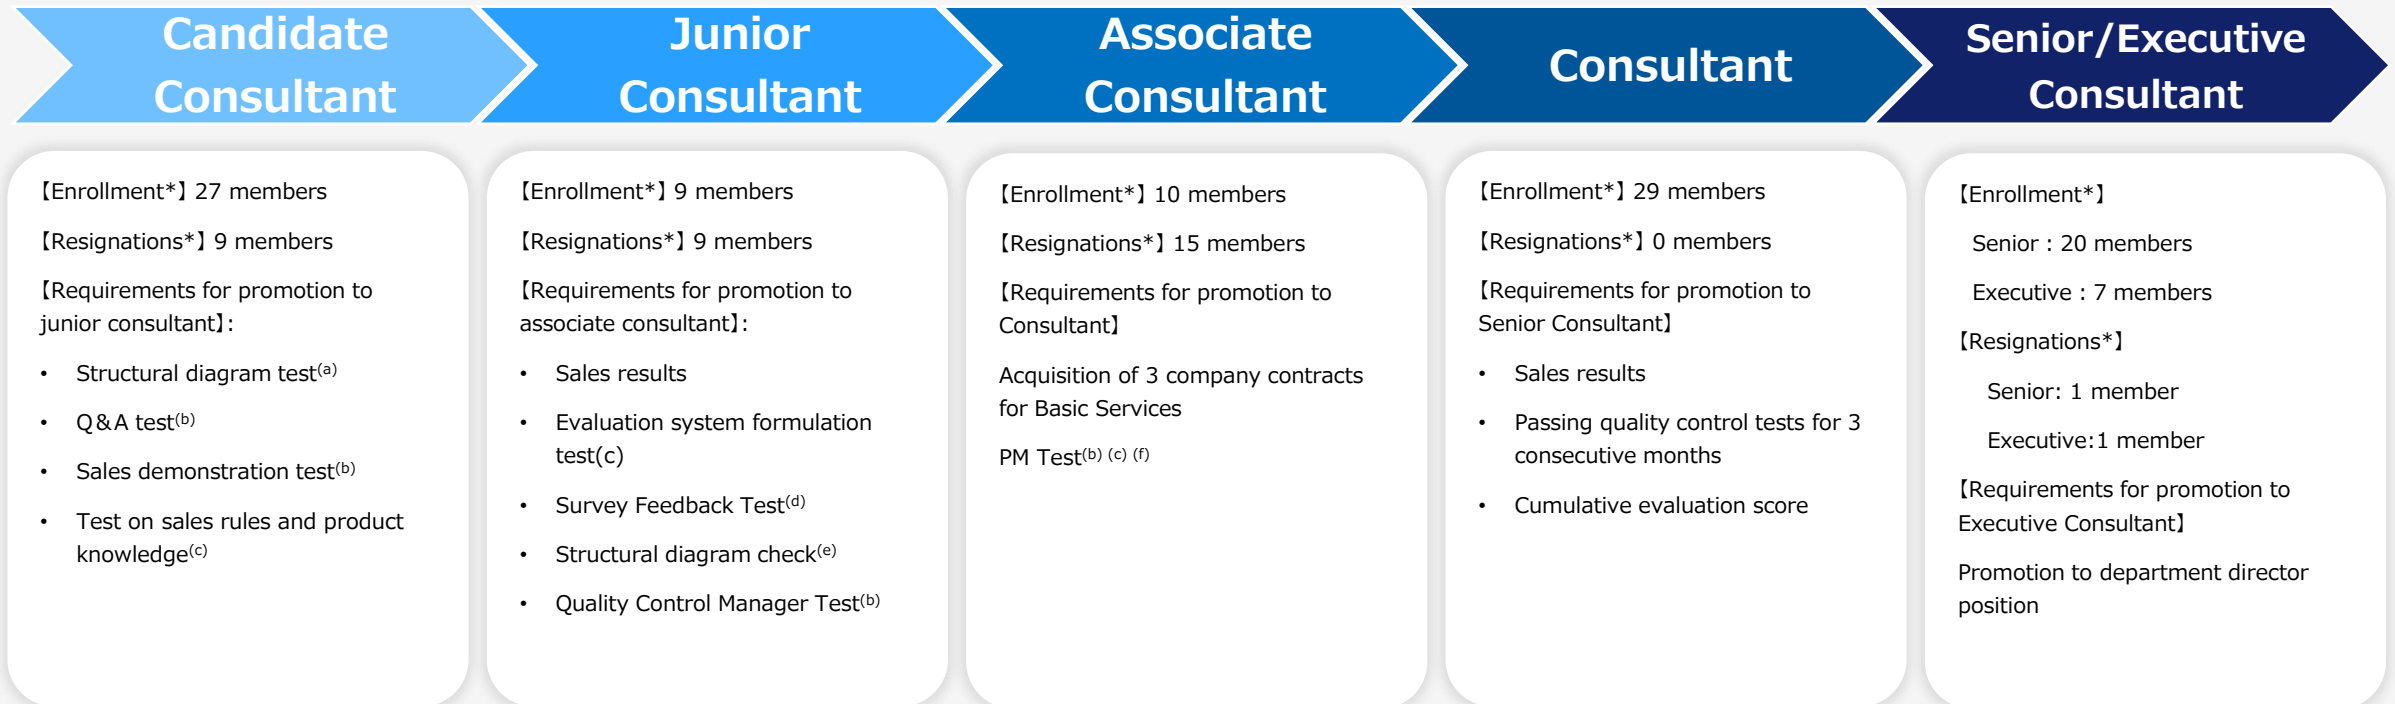 Candidate
Consultant
Junior
Consultant
Associate
Consultant
Consultant
Senior/Executive
Consultant
【Enrollment*】 27 members
【Resignations*】 9 members
【Requirements for promotion to
junior consultant】:
• Structural diagram test(a)
• Q&A test(b)
• Sales demonstration test(b)
• Test on sales rules and product
knowledge(c)
【Enrollment*】 9 members
【Resignations*】 9 members
【Requirements for promotion to
associate consultant】:
• Sales results
• Evaluation system formulation
test(c)
• Survey Feedback Test(d)
• Structural diagram check(e)
• Quality Control Manager Test(b)
【Enrollment*】 10 members
【Resignations*】 15 members
【Requirements for promotion to
Consultant】
Acquisition of 3 company contracts
for Basic Services
PM Test(b) (c) (f)
【Enrollment*】 29 members
【Resignations*】 0 members
【Requirements for promotion to
Senior Consultant】
• Sales results
• Passing quality control tests for 3
consecutive months
• Cumulative evaluation score
【Enrollment*】
Senior : 20 members
Executive : 7 members
【Resignations*】
Senior: 1 member
Executive:1 member
【Requirements for promotion to
Executive Consultant】
Promotion to department director
position